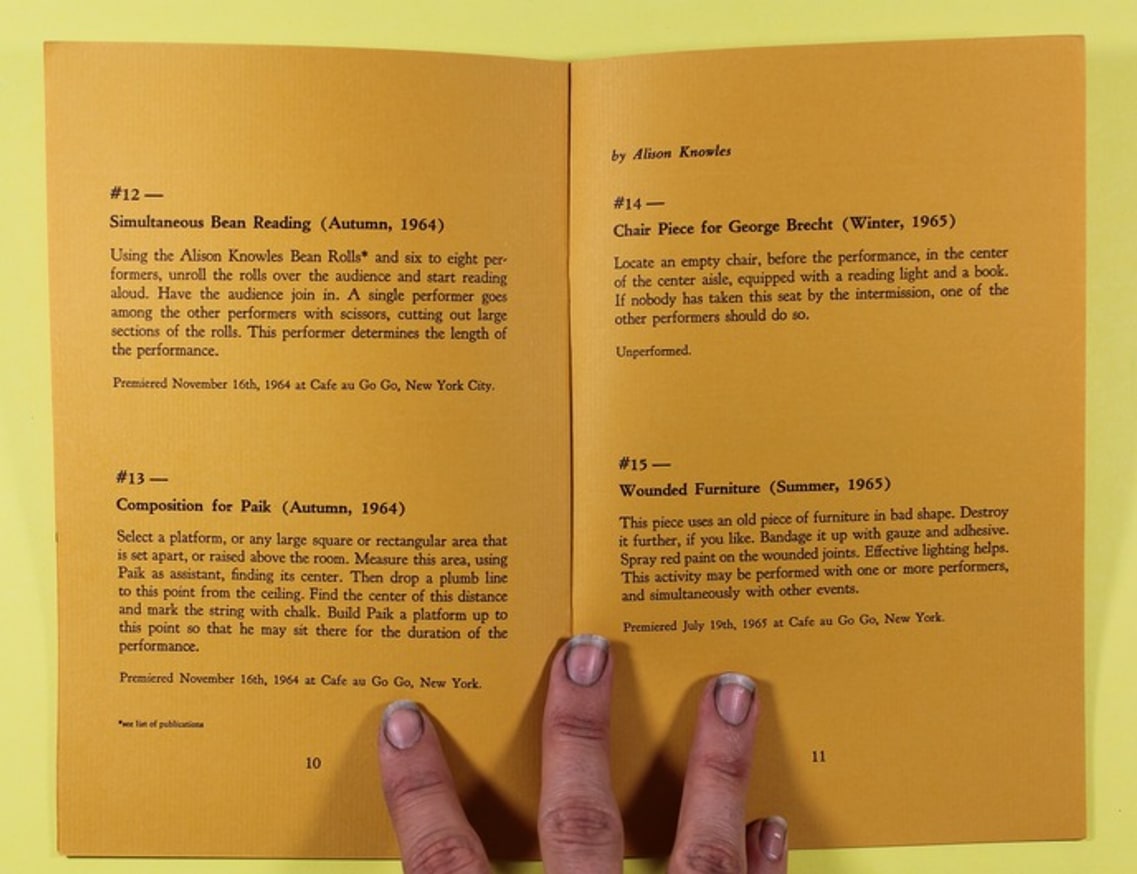 #12 —
Simultaneous Bean Reading (Autumn, 1964)
Using the Alison Knowles Bean Rolls* and six to eight per-
formers, unroll the rolls over the audience and start reading
aloud. Have the audience join in. A single performer goes
among the other performers with scissors, cutting out large
sections of the rolls. This performer determines the length of
the performance.
Premiered November 16th, 1964 at Cafe au Go Go, New York City.
#13 —
Composition for Paik (Autumn, 1964)
Select a platform, or any large square or rectangular area that
is set apart, or raised above the room. Measure this area, using
Paik as assistant, finding its center. Then drop a plumb line
to this point from the ceiling. Find the center of this distance
and mark the string with chalk. Build Paik a platform up to
this point so that he may sit there for the duration of the
performance.
Premiered November 16th, 1964 at Cafe au Go Go, New York.
*see list of publications
10
by Alison Knowles
#14 —
Chair Piece for George Brecht (Winter, 1965)
Locate an empty chair, before the performance, in the center
of the center aisle, equipped with a reading light and a book.
If nobody has taken this seat by the intermission, one of the
other performers should do so.
Unperformed.
#15 —
Wounded Furniture (Summer, 1965)
This piece uses an old piece of furniture in bad shape. Destroy
it further, if you like. Bandage it up with gauze and adhesive.
Spray red paint on the wounded joints. Effective lighting helps.
This activity may be performed with one or more performers,
and simultaneously with other events.
Premiered July 19th, 1965 at Cafe au Go Go, New York.
11